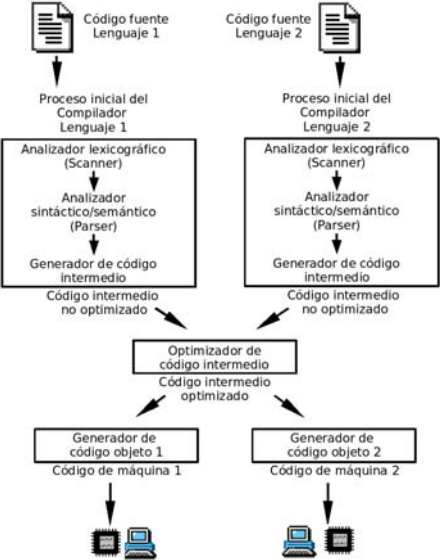 Código fuente
Lenguaje 1
Código fuente
Lenguaje 2
Proceso inicial del
Compilador
Lenguaje 1
Proceso inicial del
Compilador
Lenguaje 2
Analizador lexicográfico
(Scanner)
Analizador
sintáctico/semántico
(Parser)
Generador de código
intermedio
Código intermedio
no optimizado
Analizador lexicográfico
(Scanner)
Analizador
sintáctico/semántico
(Parser)
Generador de código
intermedio
Código intermedio
no optimizado
Optimizador de
código intermedio
Código intermedio
optimizado
Generador de
código objeto 1
Código de máquina 1
Generador de
código objeto 2
Código de máquina 2